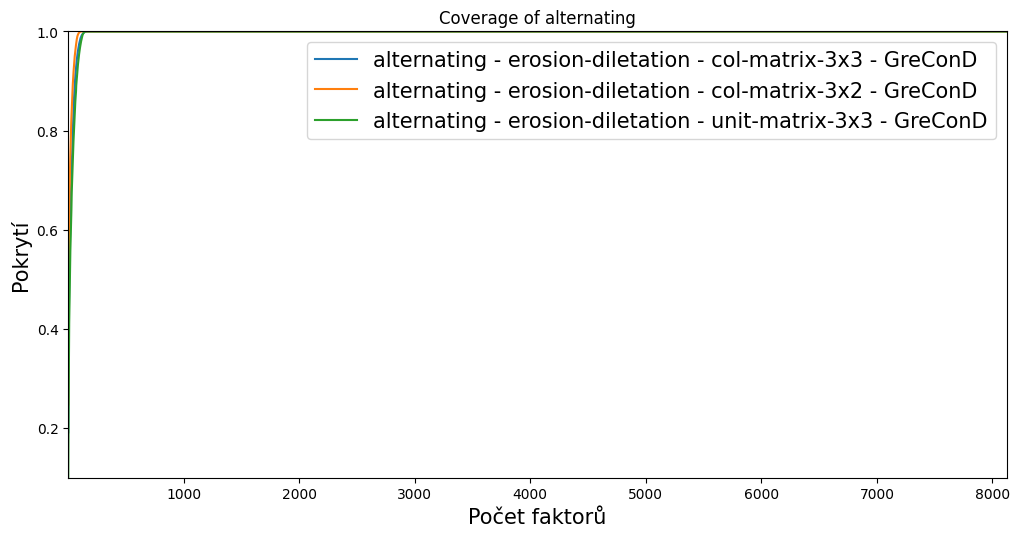 Coverage of alternating
alternating - erosion-diletation - col-matrix-3x3 - GreConD
alternating - erosion-diletation - col-matrix-3x2 - GreConD
alternating - erosion-diletation - unit-matrix-3x3 - GreConD
Pokrytí
1.0
0.8
0.6
0.4
0.2
1000 2000 3000 4000 5000 6000 7000 8000
Počet faktorů